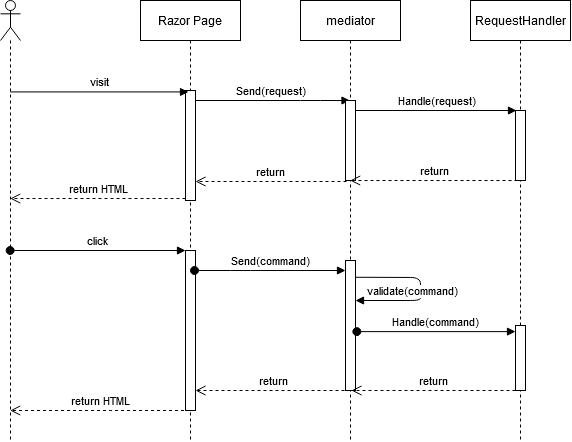 Razor Page
mediator
RequestHandler
visit
Send(request)
Handle(request)
return
return
return HTML
click
Send(command)
validate(command)
Handle(command)
return
return
return HTML